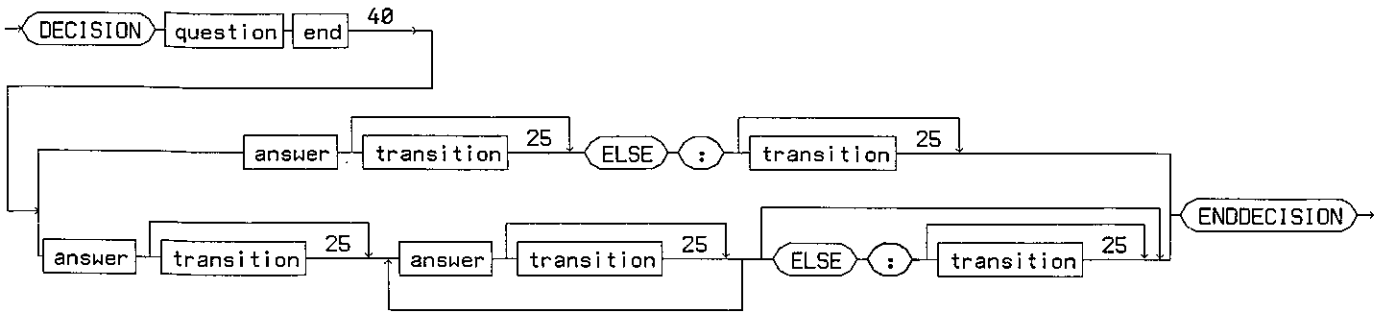 DECISION question end 40
answer transition 25 ELSE : transition 25
ENDDECISION
answer transition 25 answer transition 25 ELSE : transition 25